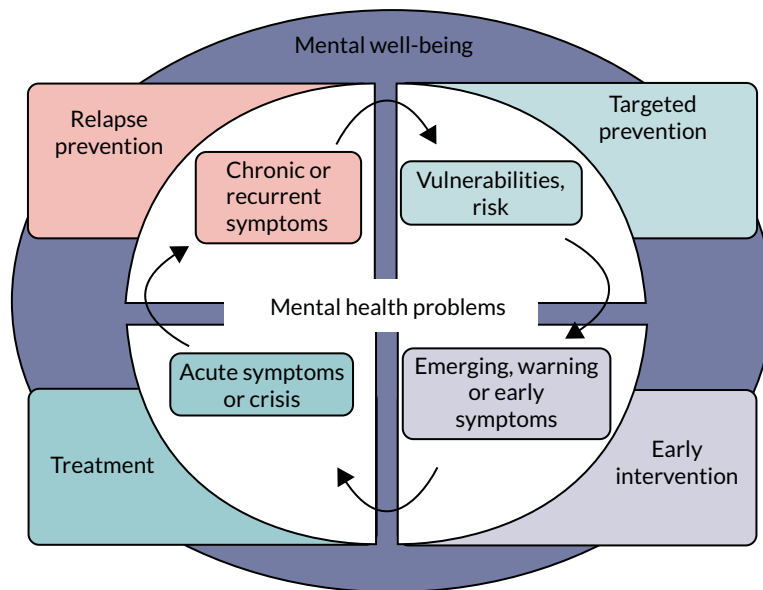 Mental well-being
Relapse
prevention
Targeted
prevention
Chronic or
recurrent
symptoms
Vulnerabilities,
risk
Mental health problems
Acute symptoms
or crisis
Emerging, warning
or early
symptoms
Treatment
Early
intervention